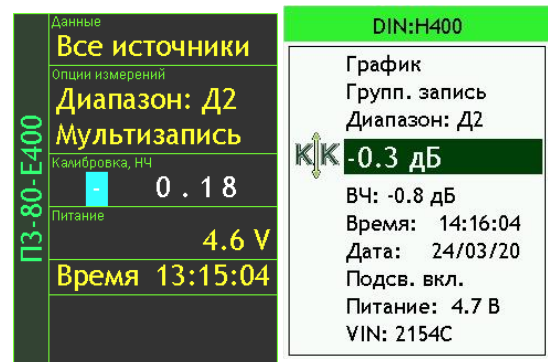 П3-80-Е400
Данные
Все источники
Опции измерений
Диапазон: Д2
Мультизапись
Калибровка, НЧ
- 0.18
Питание
4.6 V
Время 13:15:04
DIN:H400
График
Групп. запись
Диапазон: Д2
К К -0.3 дБ
ВЧ: -0.8 дБ
Время: 14:16:04
Дата: 24/03/20
Подсв. вкл.
Питание: 4.7 В
VIN: 2154C